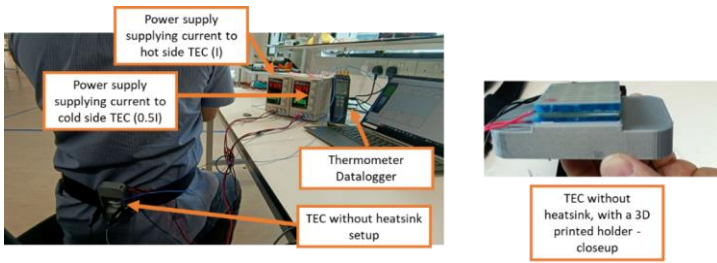 Power supply
supplying current to
hot side TEC (I)
Power supply
supplying current to
cold side TEC (0.5I)
Thermometer
Datalogger
TEC without heatsink
setup
TEC without
heatsink, with a 3D
printed holder -
closeup